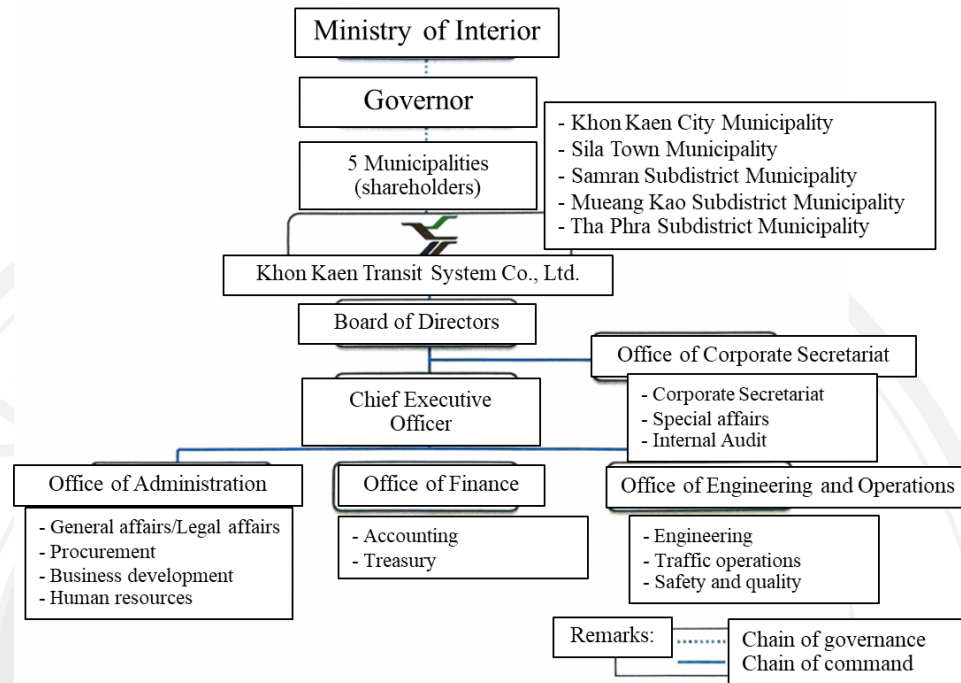 Ministry of Interior
Governor
5 Municipalities
(shareholders)
- Khon Kaen City Municipality
- Sila Town Municipality
- Samran Subdistrict Municipality
- Mueang Kao Subdistrict Municipality
- Tha Phra Subdistrict Municipality
Khon Kaen Transit System Co., Ltd.
Board of Directors
Office of Corporate Secretariat
- Corporate Secretariat
- Special affairs
- Internal Audit
Chief Executive
Officer
Office of Administration
- General affairs/Legal affairs
- Procurement
- Business development
- Human resources
Office of Finance
- Accounting
- Treasury
Office of Engineering and Operations
- Engineering
- Traffic operations
- Safety and quality
Remarks:
Chain of governance
Chain of command